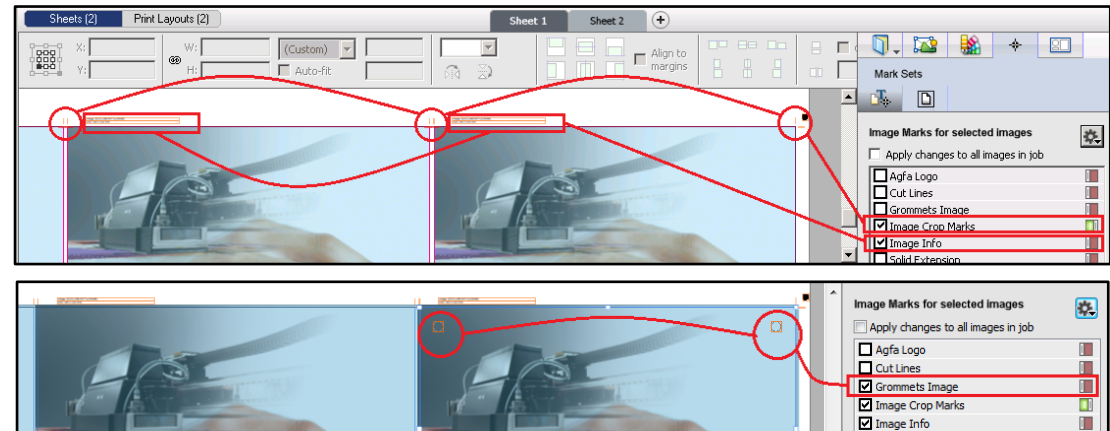 Sheets (2) Print Layouts (2) Sheet 1 Sheet 2 +
X: W: (Custom) Align to
Y: H: Auto-fit margins
Mark Sets
Image Marks for selected images
Apply changes to all images in job
Agfa Logo
Cut Lines
Grommets Image
Image Crop Marks
Image Info
Solid Extension
Image Marks for selected images
Apply changes to all images in job
Agfa Logo
Cut Lines
Grommets Image
Image Crop Marks
Image Info